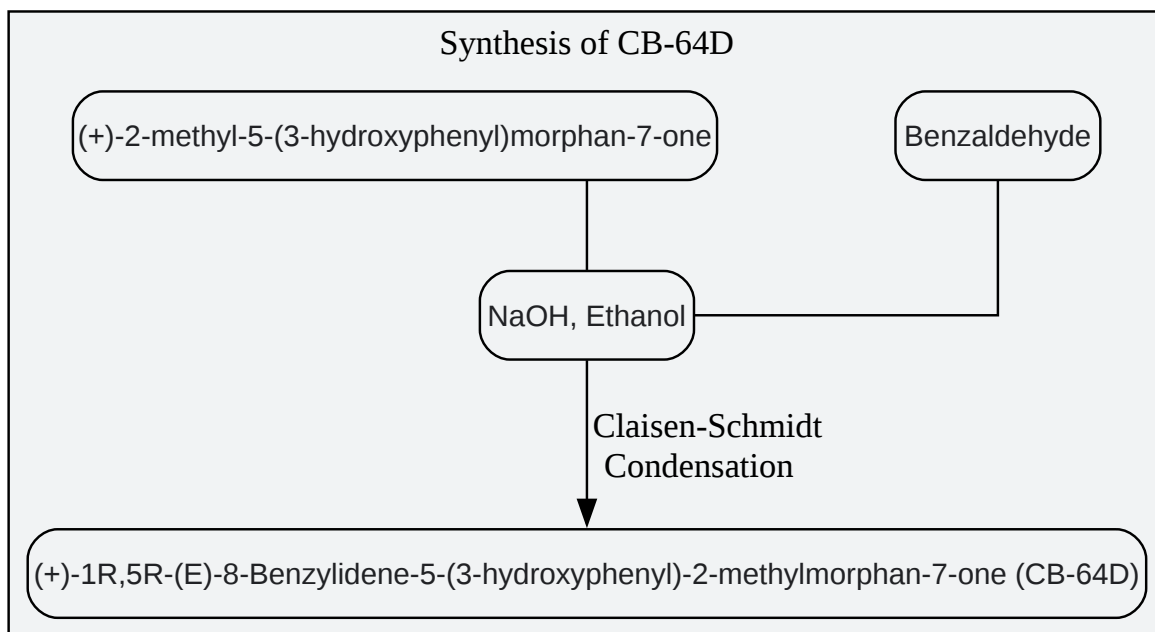 Synthesis of CB-64D
(+)-2-methyl-5-(3-hydroxyphenyl)morphan-7-one
Benzaldehyde
NaOH, Ethanol
Claisen-Schmidt
Condensation
(+)-1R,5R-(E)-8-Benzylidene-5-(3-hydroxyphenyl)-2-methylmorphan-7-one (CB-64D)